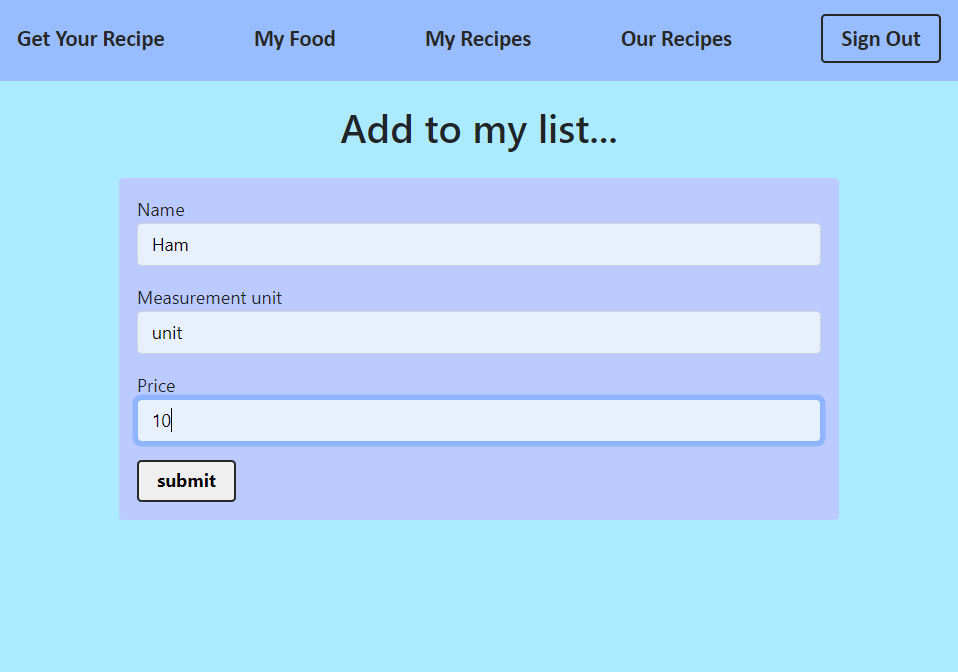 Get Your Recipe My Food My Recipes Our Recipes Sign Out
Add to my list...
Name
Ham
Measurement unit
unit
Price
10
submit